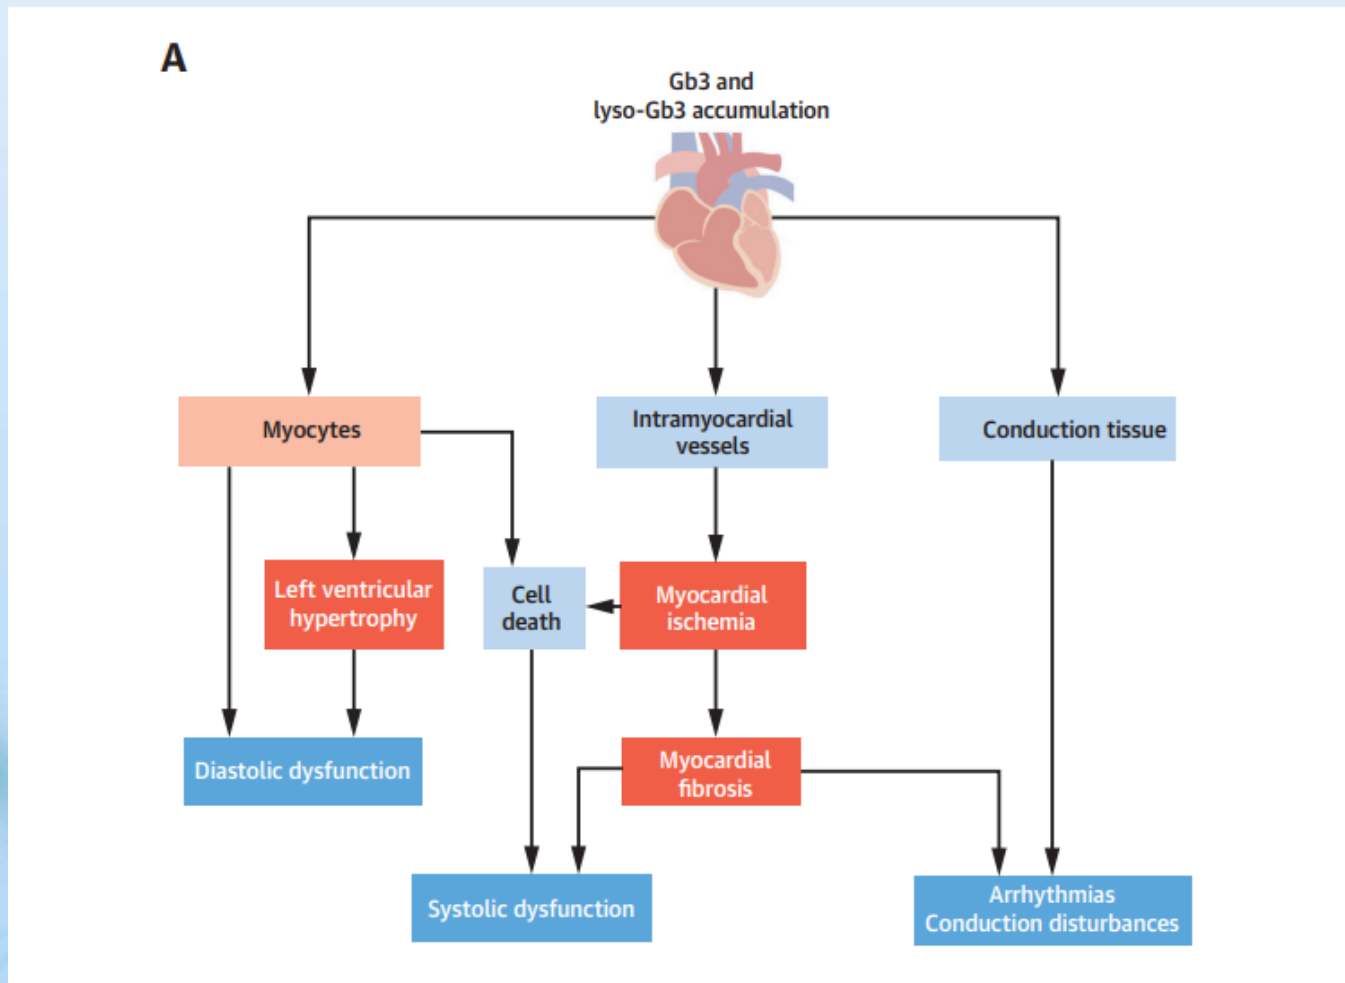 A
Gb3 and
lyso-Gb3 accumulation
Myocytes
Intramyocardial
vessels
Conduction tissue
Left ventricular
hypertrophy
Cell
death
Myocardial
ischemia
Diastolic dysfunction
Myocardial
fibrosis
Systolic dysfunction
Arrhythmias
Conduction disturbances